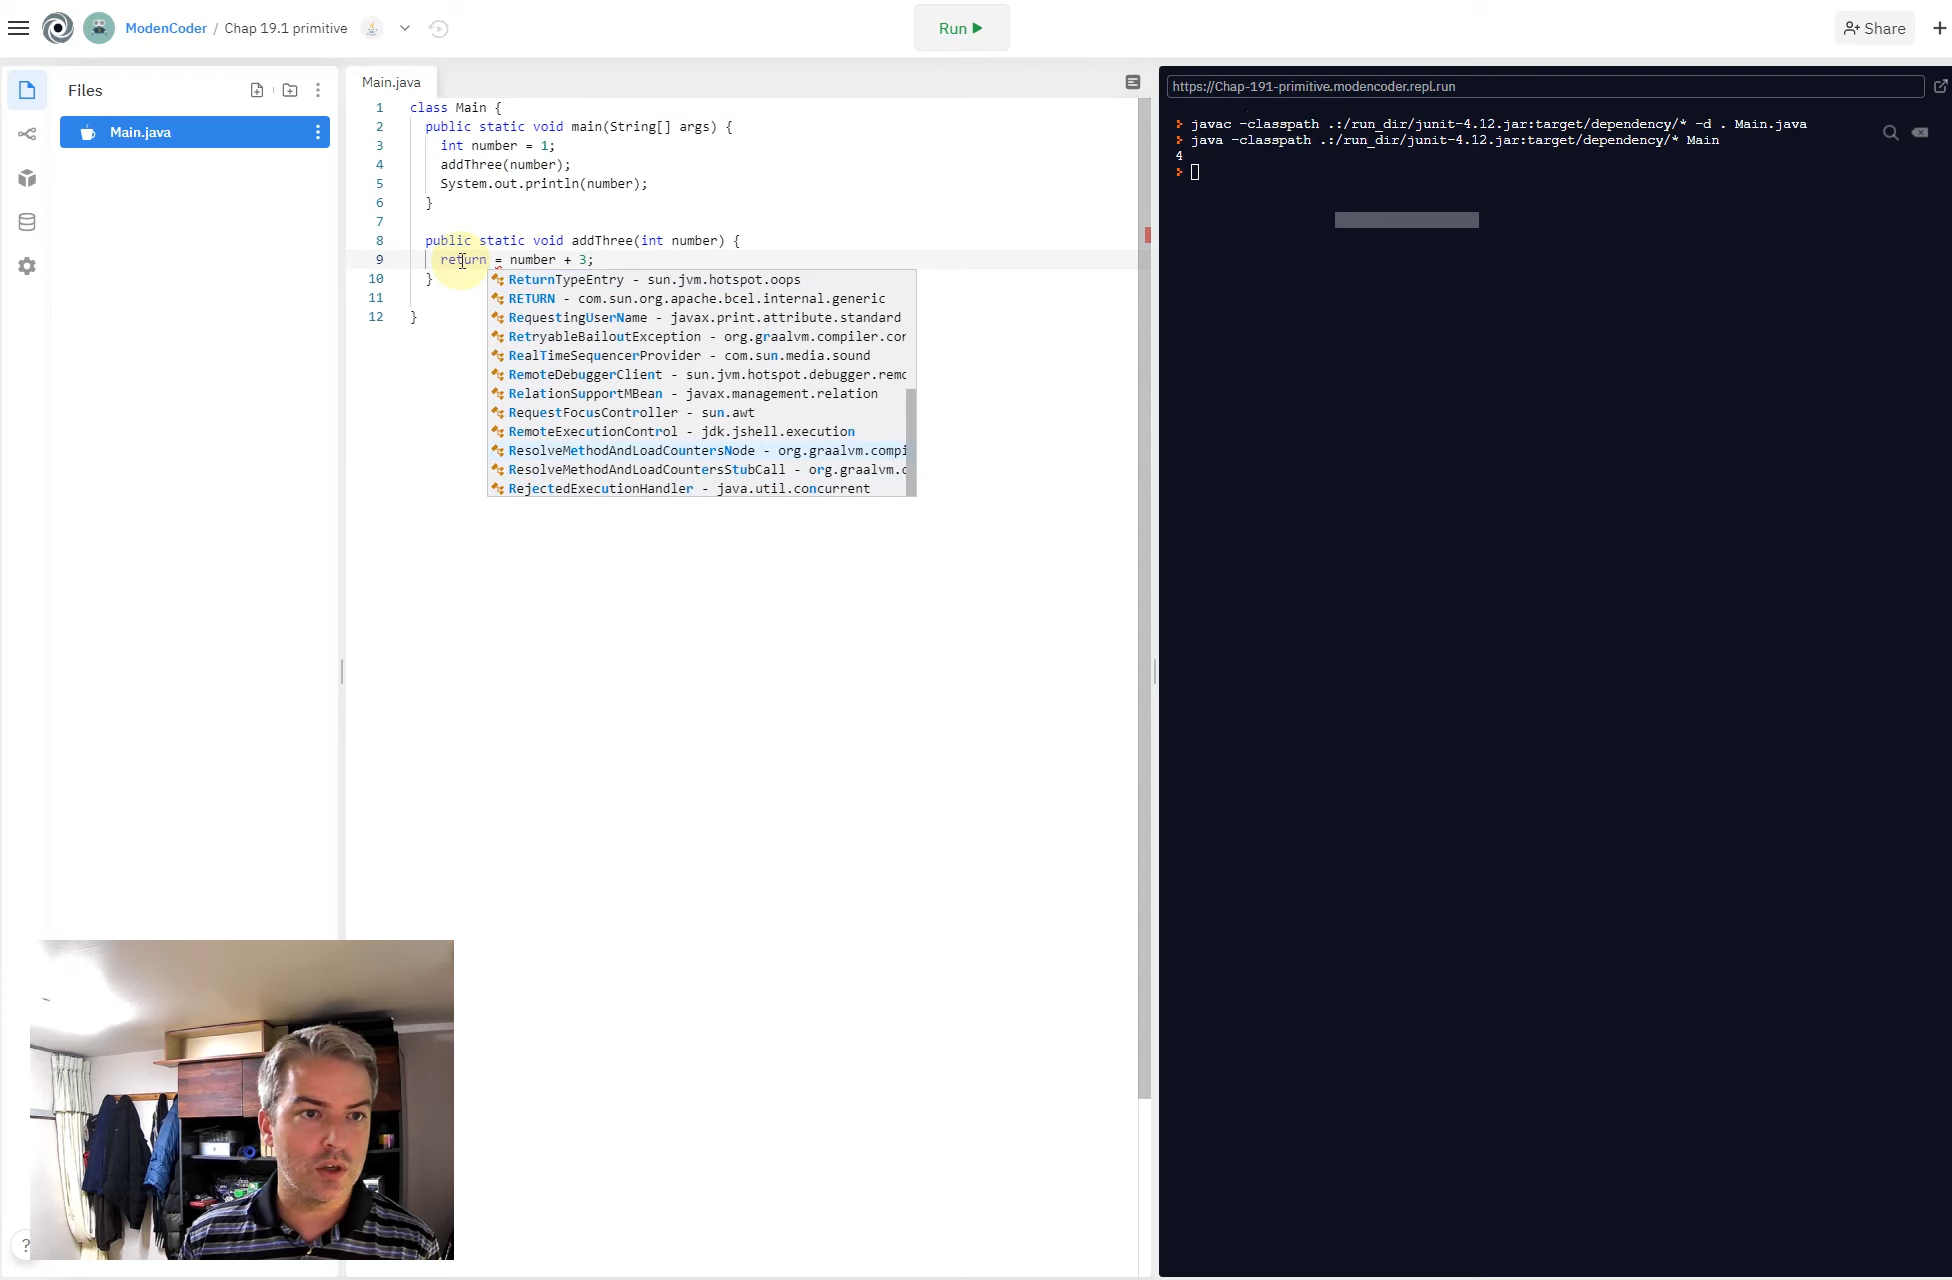 ModenCoder / Chap 19.1 primitive
Run
Share
Files
Main.java
Main.java
1 class Main {
2 public static void main(String[] args) {
3 int number = 1;
4 addThree(number);
5 System.out.println(number);
6 }
7
8 public static void addThree(int number) {
9 return = number + 3;
10 }
11
12 }
ReturnTypeEntry - sun.jvm.hotspot.oops
RETURN - com.sun.org.apache.bcel.internal.generic
RequestingUserName - javax.print.attribute.standard
RetryableBailoutException - org.graalvm.compiler.cor
RealTimeSequencerProvider - com.sun.media.sound
RemoteDebuggerClient - sun.jvm.hotspot.debugger.remo
RelationSupportMBean - javax.management.relation
RequestFocusController - sun.awt
RemoteExecutionControl - jdk.jshell.execution
ResolveMethodAndLoadCountersNode - org.graalvm.compi
ResolveMethodAndLoadCountersStubCall - org.graalvm.c
RejectedExecutionHandler - java.util.concurrent
https://Chap-191-primitive.modencoder.repl.run
javac -classpath .:/run_dir/junit-4.12.jar:target/dependency/* -d . Main.java
java -classpath .:/run_dir/junit-4.12.jar:target/dependency/* Main
4
?